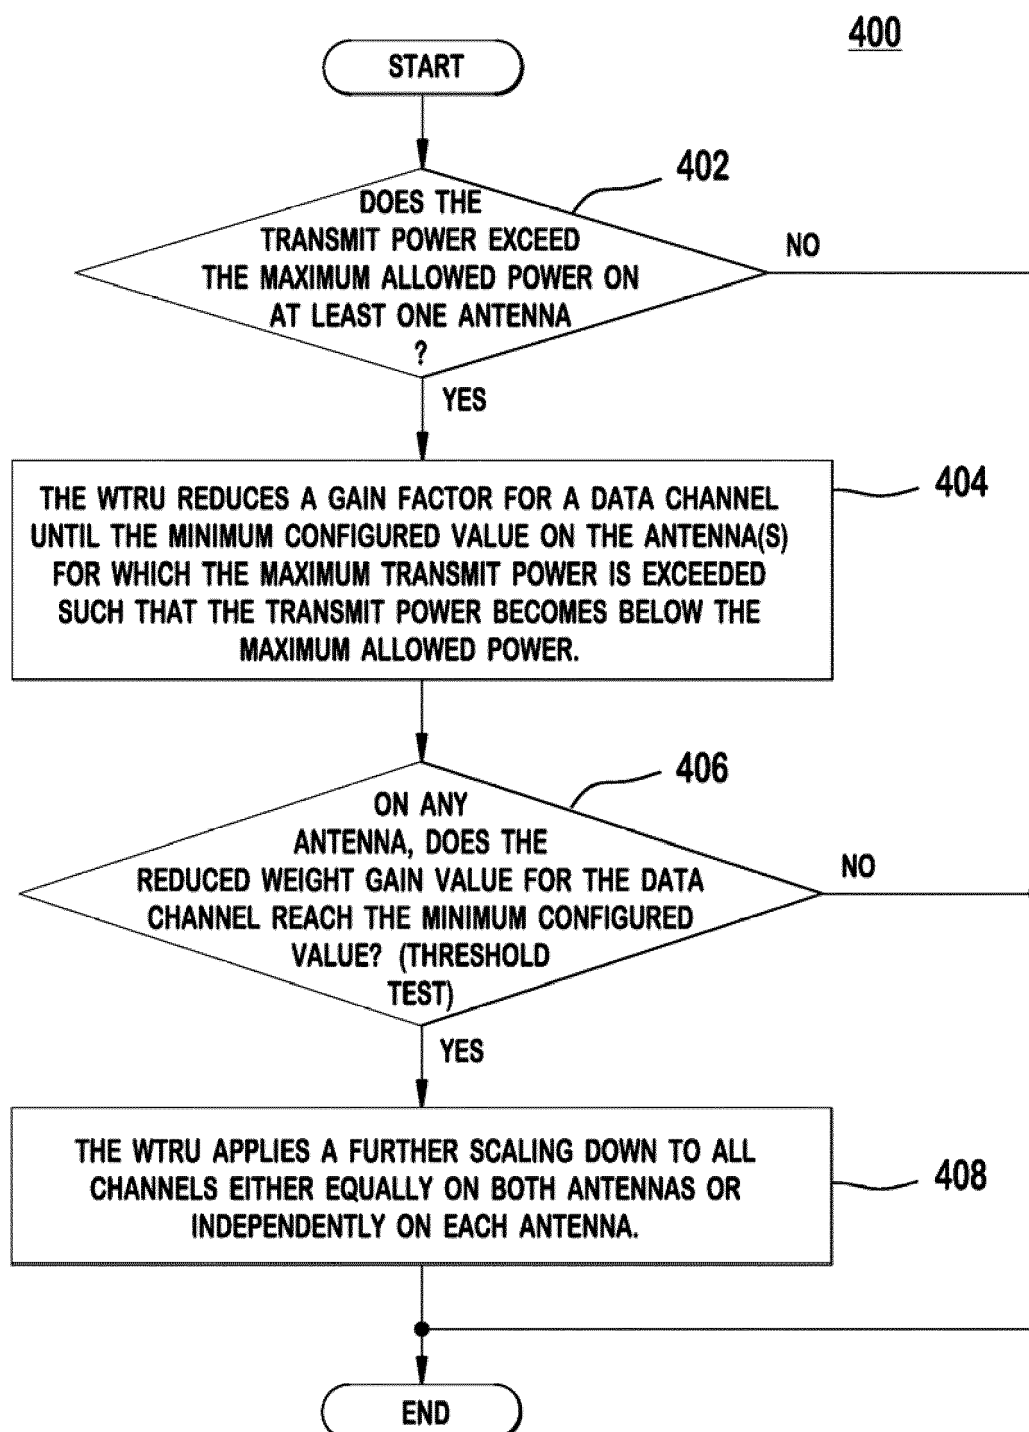 400
START
402
DOES THE
TRANSMIT POWER EXCEED
THE MAXIMUM ALLOWED POWER ON
AT LEAST ONE ANTENNA
?
NO
YES
404
THE WTRU REDUCES A GAIN FACTOR FOR A DATA CHANNEL
UNTIL THE MINIMUM CONFIGURED VALUE ON THE ANTENNA(S)
FOR WHICH THE MAXIMUM TRANSMIT POWER IS EXCEEDED
SUCH THAT THE TRANSMIT POWER BECOMES BELOW THE
MAXIMUM ALLOWED POWER.
406
ON ANY
ANTENNA, DOES THE
REDUCED WEIGHT GAIN VALUE FOR THE DATA
CHANNEL REACH THE MINIMUM CONFIGURED
VALUE? (THRESHOLD
TEST)
NO
YES
THE WTRU APPLIES A FURTHER SCALING DOWN TO ALL
CHANNELS EITHER EQUALLY ON BOTH ANTENNAS OR
INDEPENDENTLY ON EACH ANTENNA.
408
END